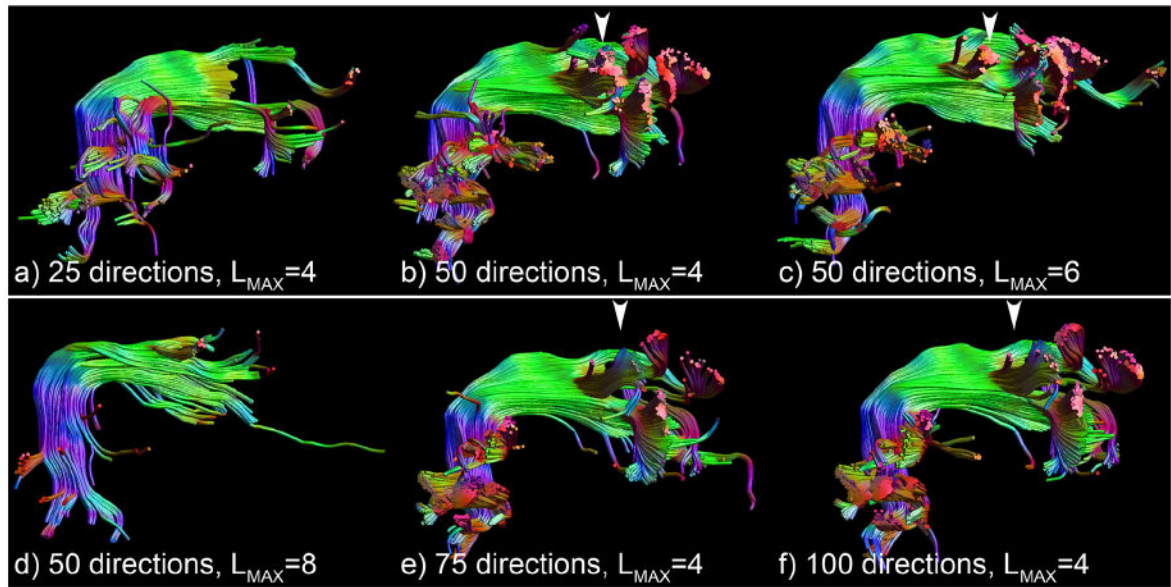 a) 25 directions, LMAX=4
b) 50 directions, LMAX=4
c) 50 directions, LMAX=6
d) 50 directions, LMAX=8
e) 75 directions, LMAX=4
f) 100 directions, LMAX=4